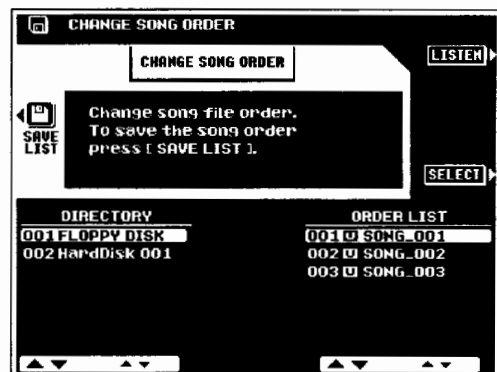 CHANGE SONG ORDER
CHANGE SONG ORDER
LISTEN
SAVE
LIST
Change song file order.
To save the song order
press [ SAVE LIST ].
SELECT
DIRECTORY
001 FLOPPY DISK
002 HardDisk 001
ORDER LIST
001 SONG_001
002 SONG_002
003 SONG_003